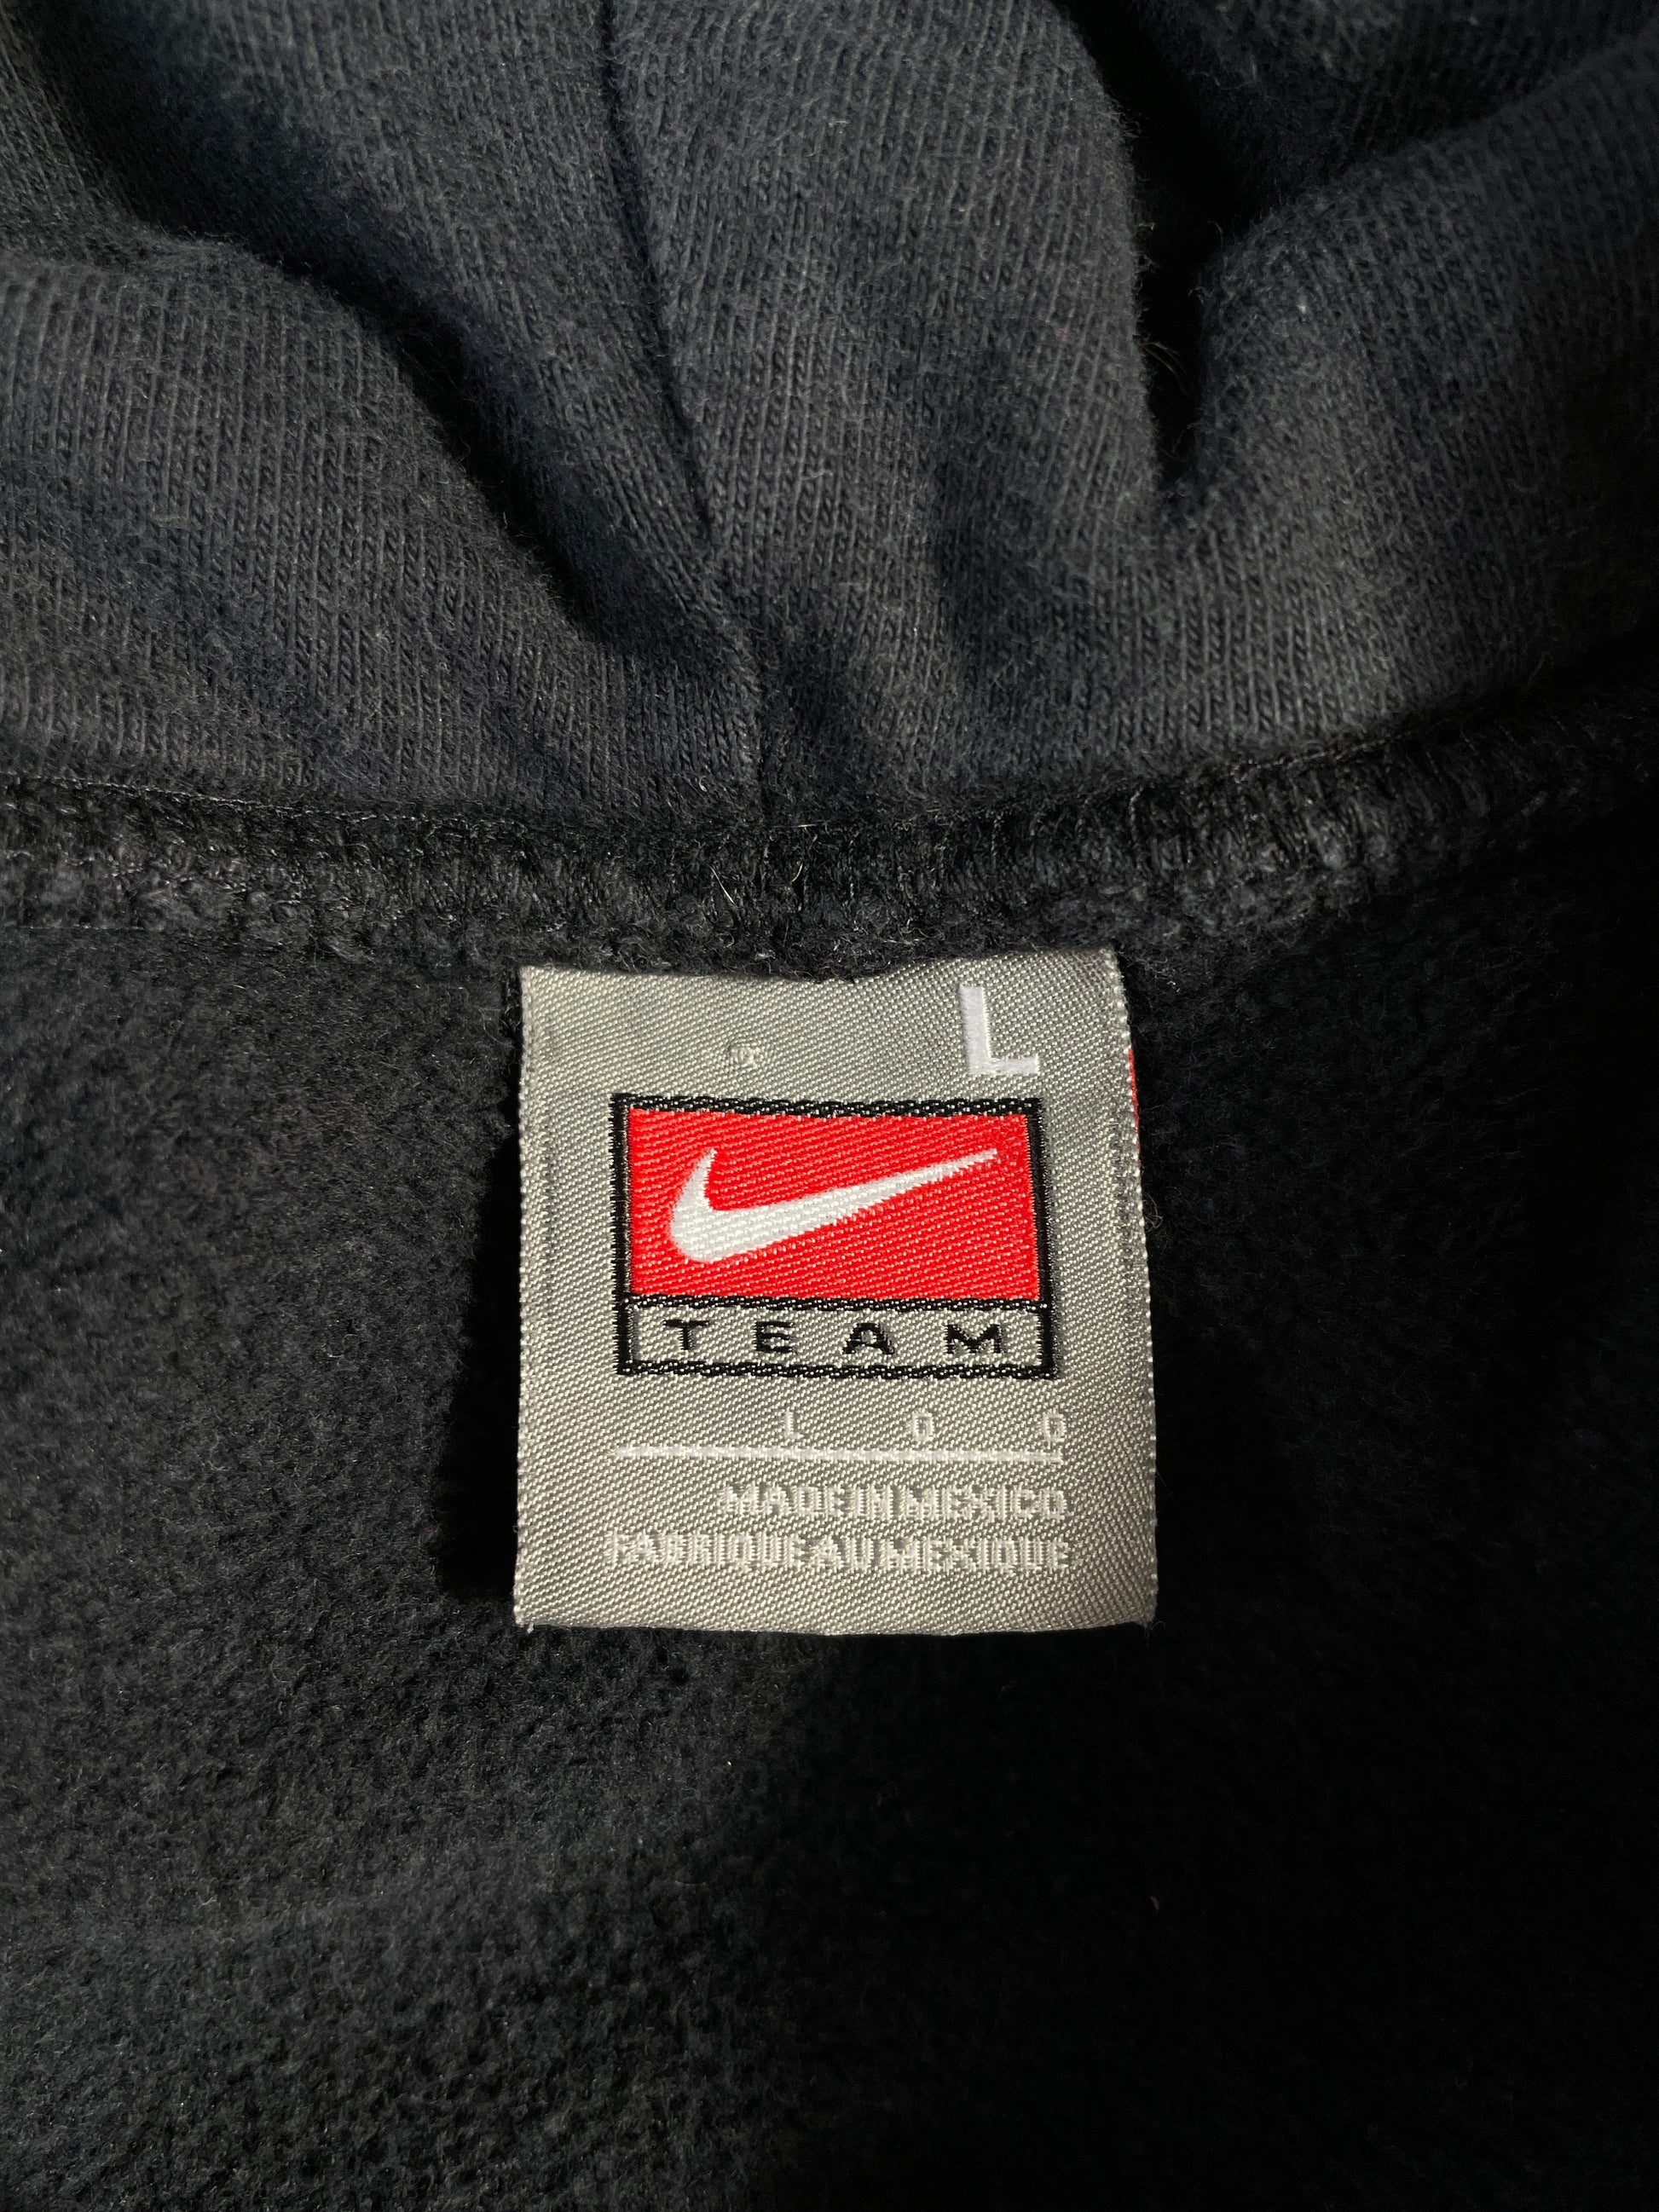 L
TEAM
L G G
MADE IN MEXICO
FABRIQUE AU MEXIQUE